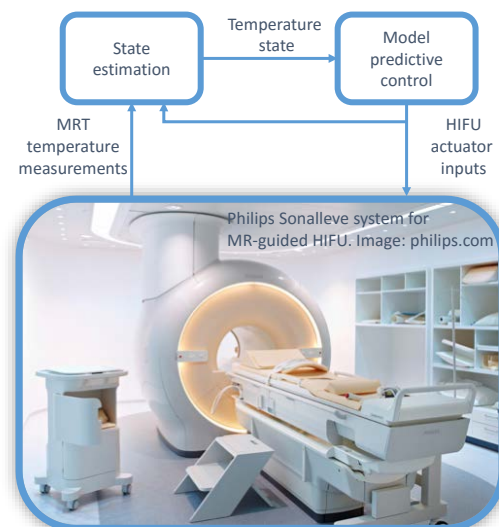 State
estimation
Temperature
state
Model
predictive
control
MRT
temperature
measurements
HIFU
actuator
inputs
Philips Sonalleve system for
MR-guided HIFU. Image: philips.com